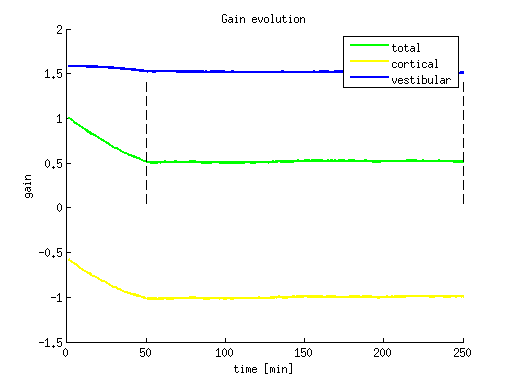 Gain evolution
total
cortical
vestibular
2
1.5
1
0.5
0
-0.5
-1
-1.5
gain
0 50 100 150 200 250
time [min]